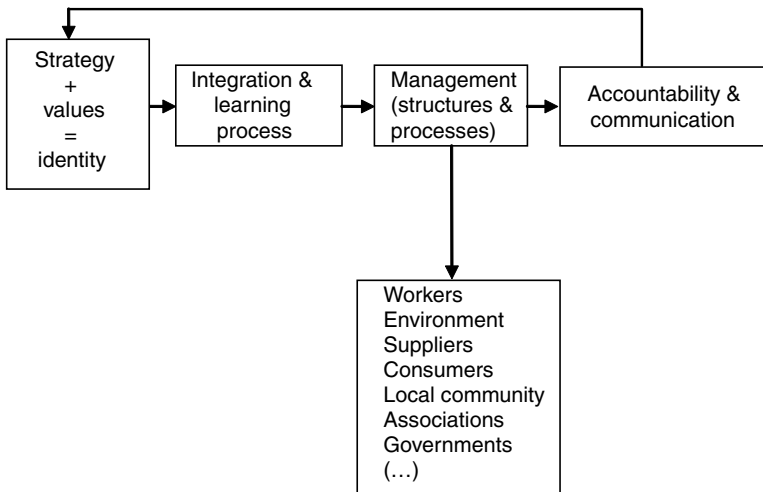 Strategy
+
values
=
identity
Integration &
learning
process
Management
(structures &
processes)
Accountability &
communication
Workers
Environment
Suppliers
Consumers
Local community
Associations
Governments
(…)